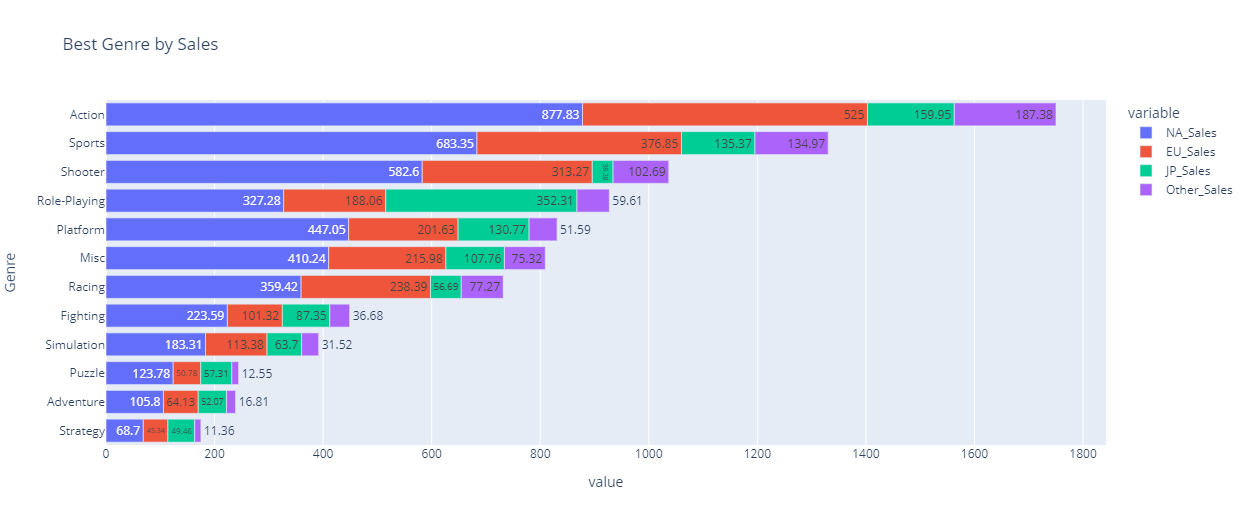 Best Genre by Sales
variable
NA_Sales
EU_Sales
JP_Sales
Other_Sales
Genre
Action 877.83 525 159.95 187.38
Sports 683.35 376.85 135.37 134.97
Shooter 582.6 313.27 102.69
Role-Playing 327.28 188.06 352.31 59.61
Platform 447.05 201.63 130.77 51.59
Misc 410.24 215.98 107.76 75.32
Racing 359.42 238.39 56.69 77.27
Fighting 223.59 101.32 87.35 36.68
Simulation 183.31 113.38 63.7 31.52
Puzzle 123.78 50.78 57.31 12.55
Adventure 105.8 64.13 52.07 16.81
Strategy 68.7 45.34 49.46 11.36
0 200 400 600 800 1000 1200 1400 1600 1800
value